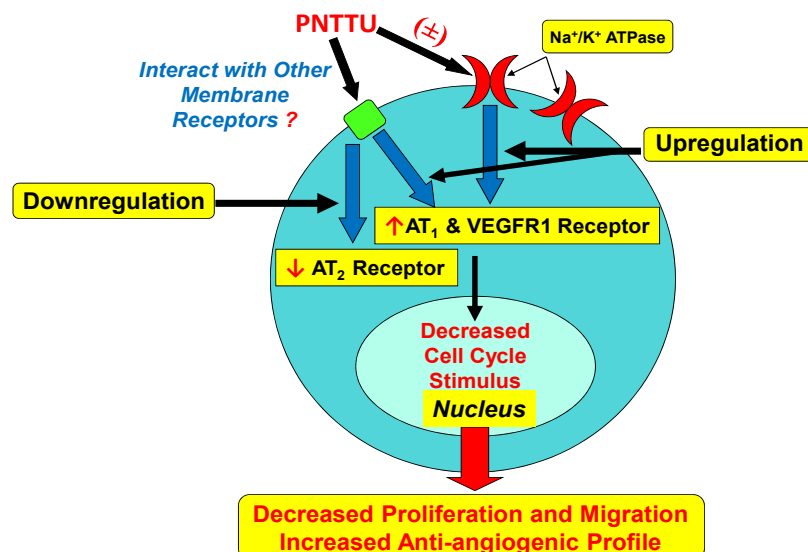 PNTTU
(±)
Na⁺/K⁺ ATPase
Interact with Other
Membrane
Receptors ?
Upregulation
Downregulation
↑AT₁ & VEGFR1 Receptor
↓ AT₂ Receptor
Decreased
Cell Cycle
Stimulus
Nucleus
Decreased Proliferation and Migration
Increased Anti-angiogenic Profile